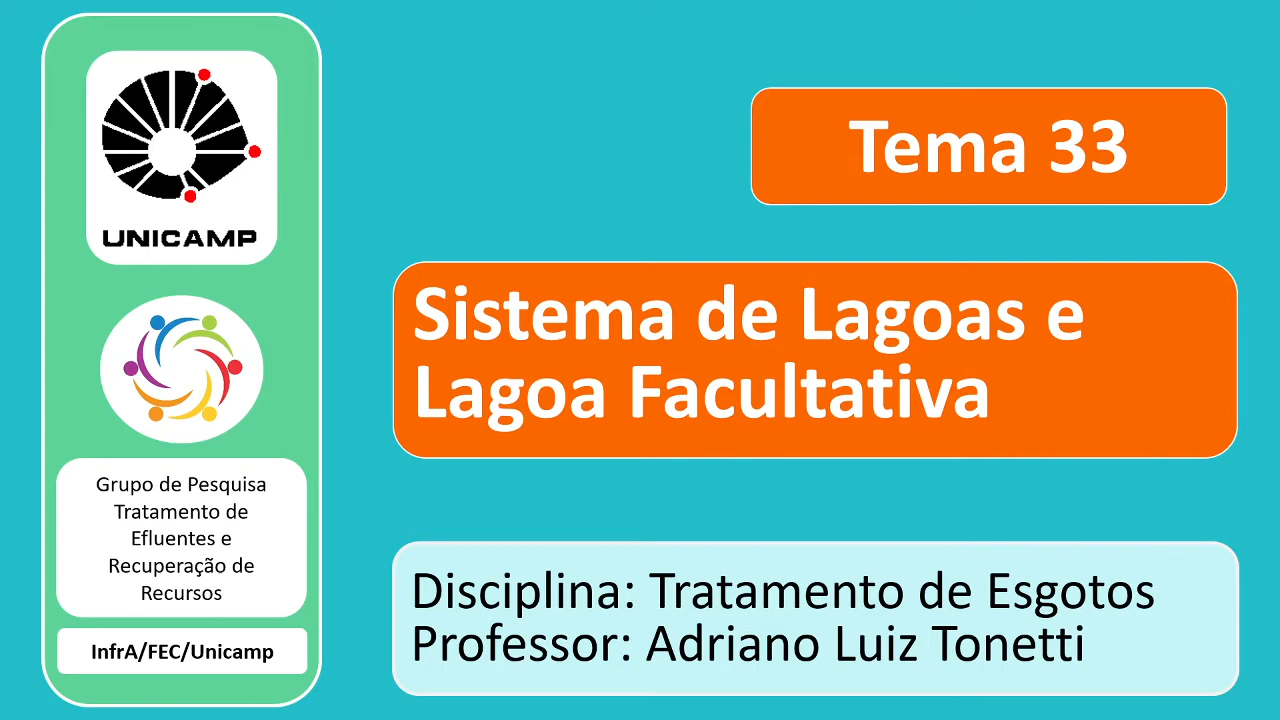 UNICAMP
Grupo de Pesquisa
Tratamento de
Efluentes e
Recuperação de
Recursos
InfrA/FEC/Unicamp
Tema 33
Sistema de Lagoas e
Lagoa Facultativa
Disciplina: Tratamento de Esgotos
Professor: Adriano Luiz Tonetti